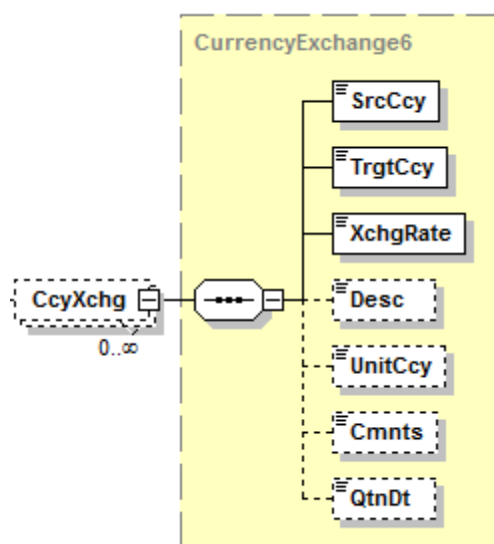 CurrencyExchange6
SrcCcy
TrgtCcy
XchgRate
CcyXchg
Desc
0..∞
UnitCcy
Cmnts
QtnDt